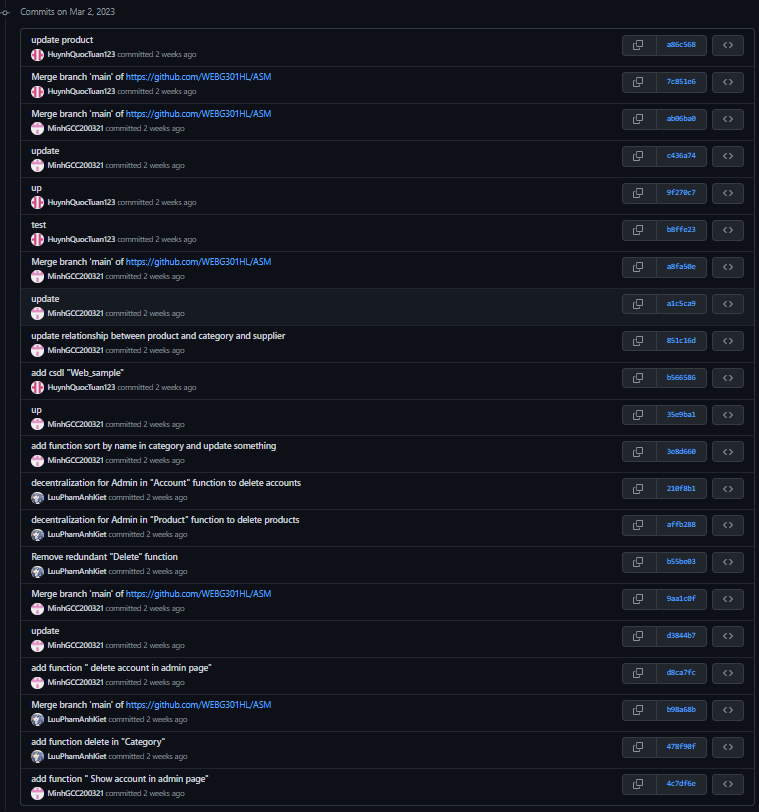 Commits on Mar 2, 2023
update product
a86c568
HuynhQuocTuan123 committed 2 weeks ago
Merge branch 'main' of https://github.com/WEBG301HL/ASM
7c851e6
HuynhQuocTuan123 committed 2 weeks ago
Merge branch 'main' of https://github.com/WEBG301HL/ASM
ab06ba0
MinhGCC200321 committed 2 weeks ago
update
c436a74
MinhGCC200321 committed 2 weeks ago
up
9f270c7
HuynhQuocTuan123 committed 2 weeks ago
test
b8ffe23
HuynhQuocTuan123 committed 2 weeks ago
Merge branch 'main' of https://github.com/WEBG301HL/ASM
a8fa50e
MinhGCC200321 committed 2 weeks ago
update
a1c5ca9
MinhGCC200321 committed 2 weeks ago
update relationship between product and category and supplier
851c16d
MinhGCC200321 committed 2 weeks ago
add csdl "Web_sample"
b566586
HuynhQuocTuan123 committed 2 weeks ago
up
35e9ba1
MinhGCC200321 committed 2 weeks ago
add function sort by name in category and update something
3e8d660
MinhGCC200321 committed 2 weeks ago
decentralization for Admin in "Account" function to delete accounts
210f8b1
LuuPhamAnhKiet committed 2 weeks ago
decentralization for Admin in "Product" function to delete products
affb288
LuuPhamAnhKiet committed 2 weeks ago
Remove redundant "Delete" function
b55be03
LuuPhamAnhKiet committed 2 weeks ago
Merge branch 'main' of https://github.com/WEBG301HL/ASM
9aa1c0f
MinhGCC200321 committed 2 weeks ago
update
d3844b7
MinhGCC200321 committed 2 weeks ago
add function " delete account in admin page"
d8ca7fc
MinhGCC200321 committed 2 weeks ago
Merge branch 'main' of https://github.com/WEBG301HL/ASM
b98a68b
LuuPhamAnhKiet committed 2 weeks ago
add function delete in "Category"
478f90f
LuuPhamAnhKiet committed 2 weeks ago
add function " Show account in admin page"
4c7df6e
MinhGCC200321 committed 2 weeks ago